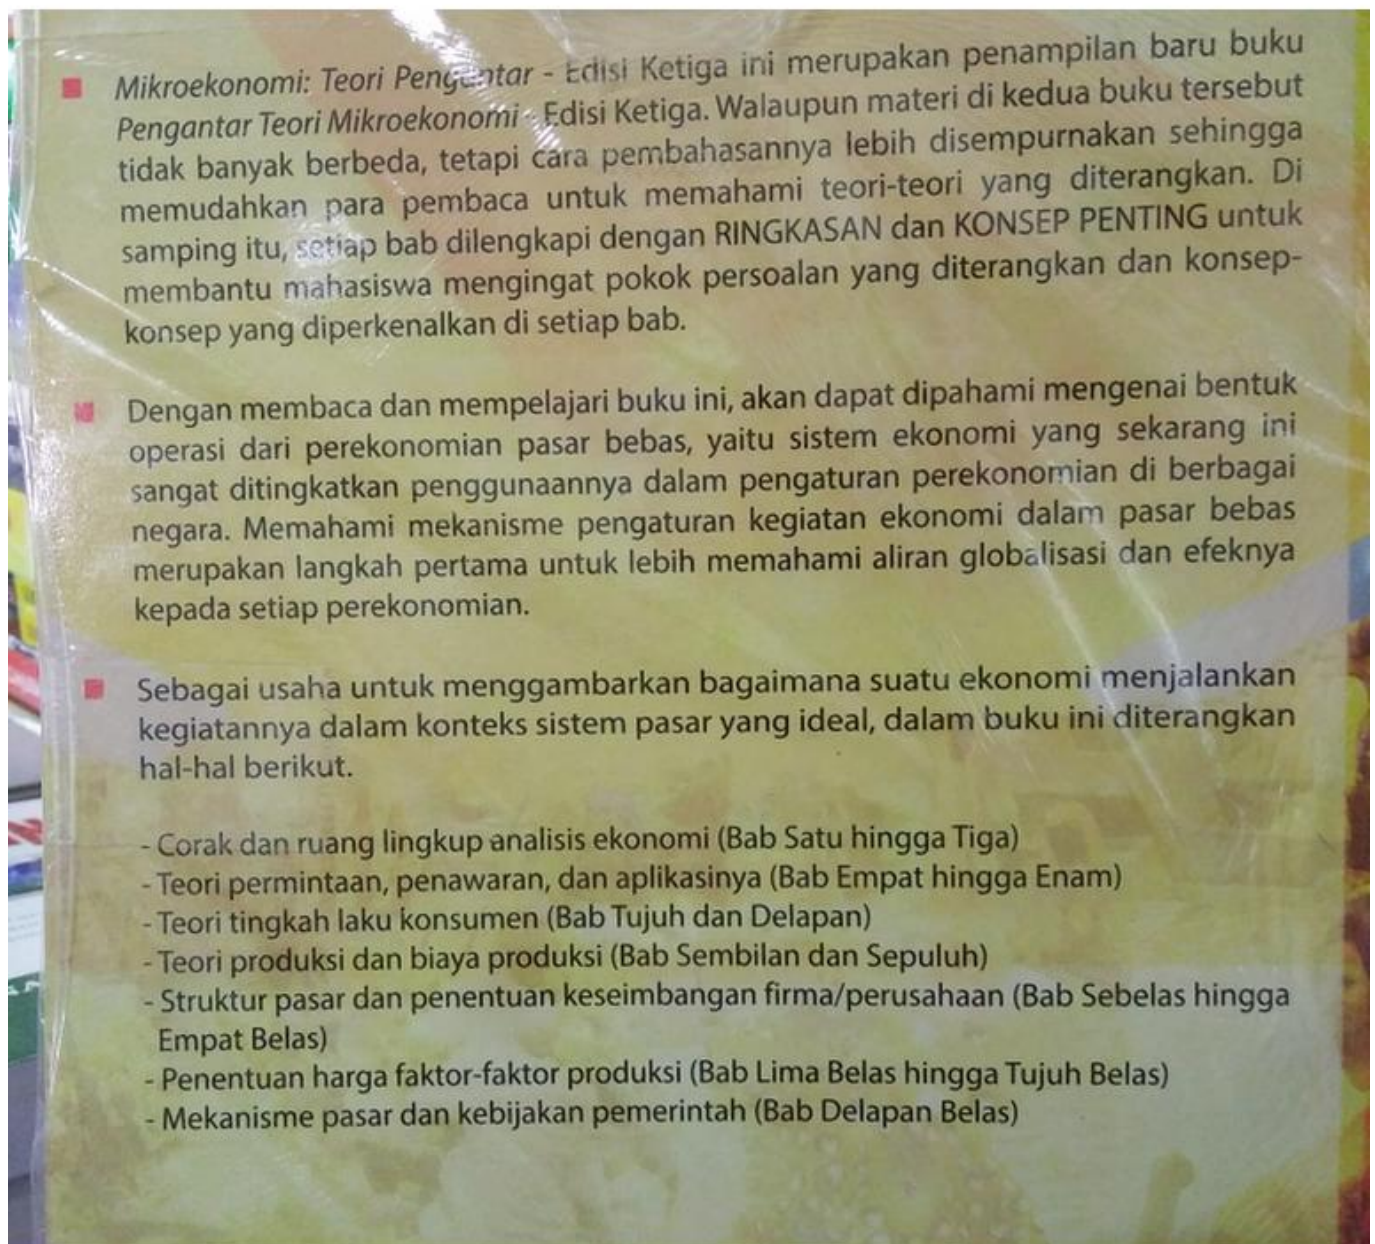 Mikroekonomi: Teori Pengantar - Edisi Ketiga ini merupakan penampilan baru buku
Pengantar Teori Mikroekonomi - Edisi Ketiga. Walaupun materi di kedua buku tersebut
tidak banyak berbeda, tetapi cara pembahasannya lebih disempurnakan sehingga
memudahkan para pembaca untuk memahami teori-teori yang diterangkan. Di
samping itu, setiap bab dilengkapi dengan RINGKASAN dan KONSEP PENTING untuk
membantu mahasiswa mengingat pokok persoalan yang diterangkan dan konsep-
konsep yang diperkenalkan di setiap bab.
Dengan membaca dan mempelajari buku ini, akan dapat dipahami mengenai bentuk
operasi dari perekonomian pasar bebas, yaitu sistem ekonomi yang sekarang ini
sangat ditingkatkan penggunaannya dalam pengaturan perekonomian di berbagai
negara. Memahami mekanisme pengaturan kegiatan ekonomi dalam pasar bebas
merupakan langkah pertama untuk lebih memahami aliran globalisasi dan efeknya
kepada setiap perekonomian.
Sebagai usaha untuk menggambarkan bagaimana suatu ekonomi menjalankan
kegiatannya dalam konteks sistem pasar yang ideal, dalam buku ini diterangkan
hal-hal berikut.
- Corak dan ruang lingkup analisis ekonomi (Bab Satu hingga Tiga)
- Teori permintaan, penawaran, dan aplikasinya (Bab Empat hingga Enam)
- Teori tingkah laku konsumen (Bab Tujuh dan Delapan)
- Teori produksi dan biaya produksi (Bab Sembilan dan Sepuluh)
- Struktur pasar dan penentuan keseimbangan firma/perusahaan (Bab Sebelas hingga
Empat Belas)
- Penentuan harga faktor-faktor produksi (Bab Lima Belas hingga Tujuh Belas)
- Mekanisme pasar dan kebijakan pemerintah (Bab Delapan Belas)